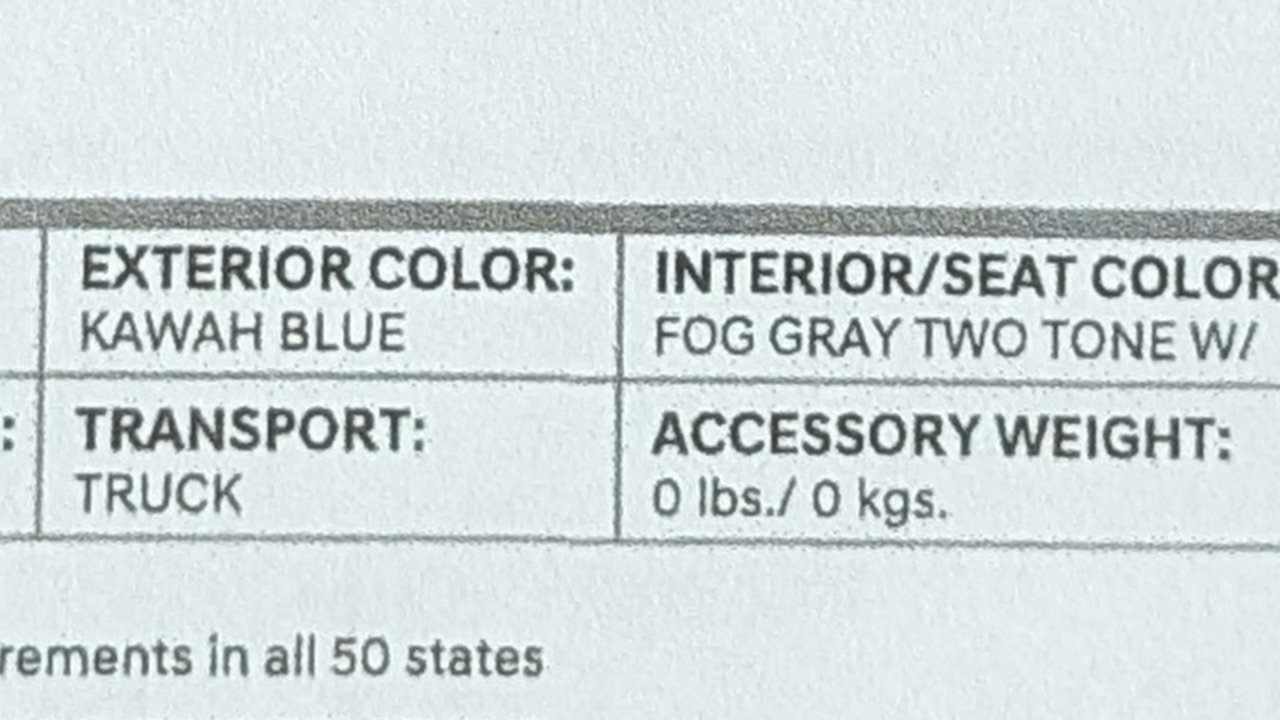 EXTERIOR COLOR:
KAWAH BLUE
INTERIOR/SEAT COLOR
FOG GRAY TWO TONE W/
:
TRANSPORT:
TRUCK
ACCESSORY WEIGHT:
0 lbs./ 0 kgs.
rements in all 50 states